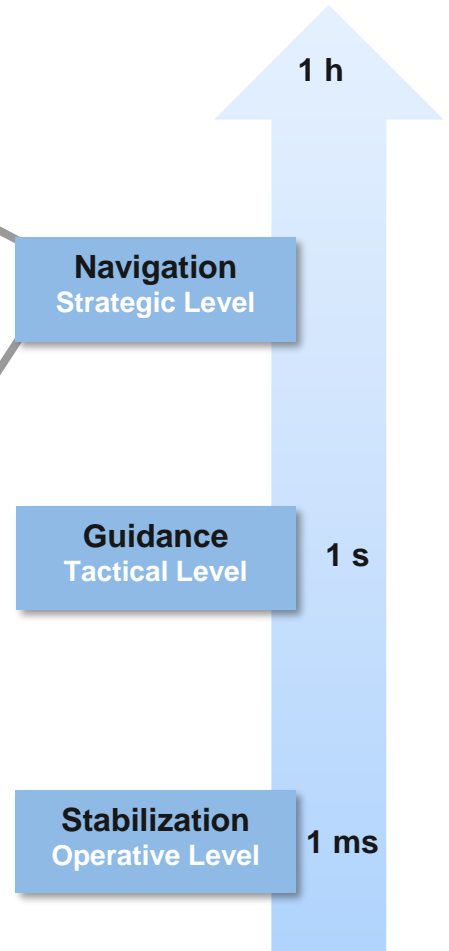 1 h
Navigation
Strategic Level
Guidance
Tactical Level
1 s
Stabilization
Operative Level
1 ms